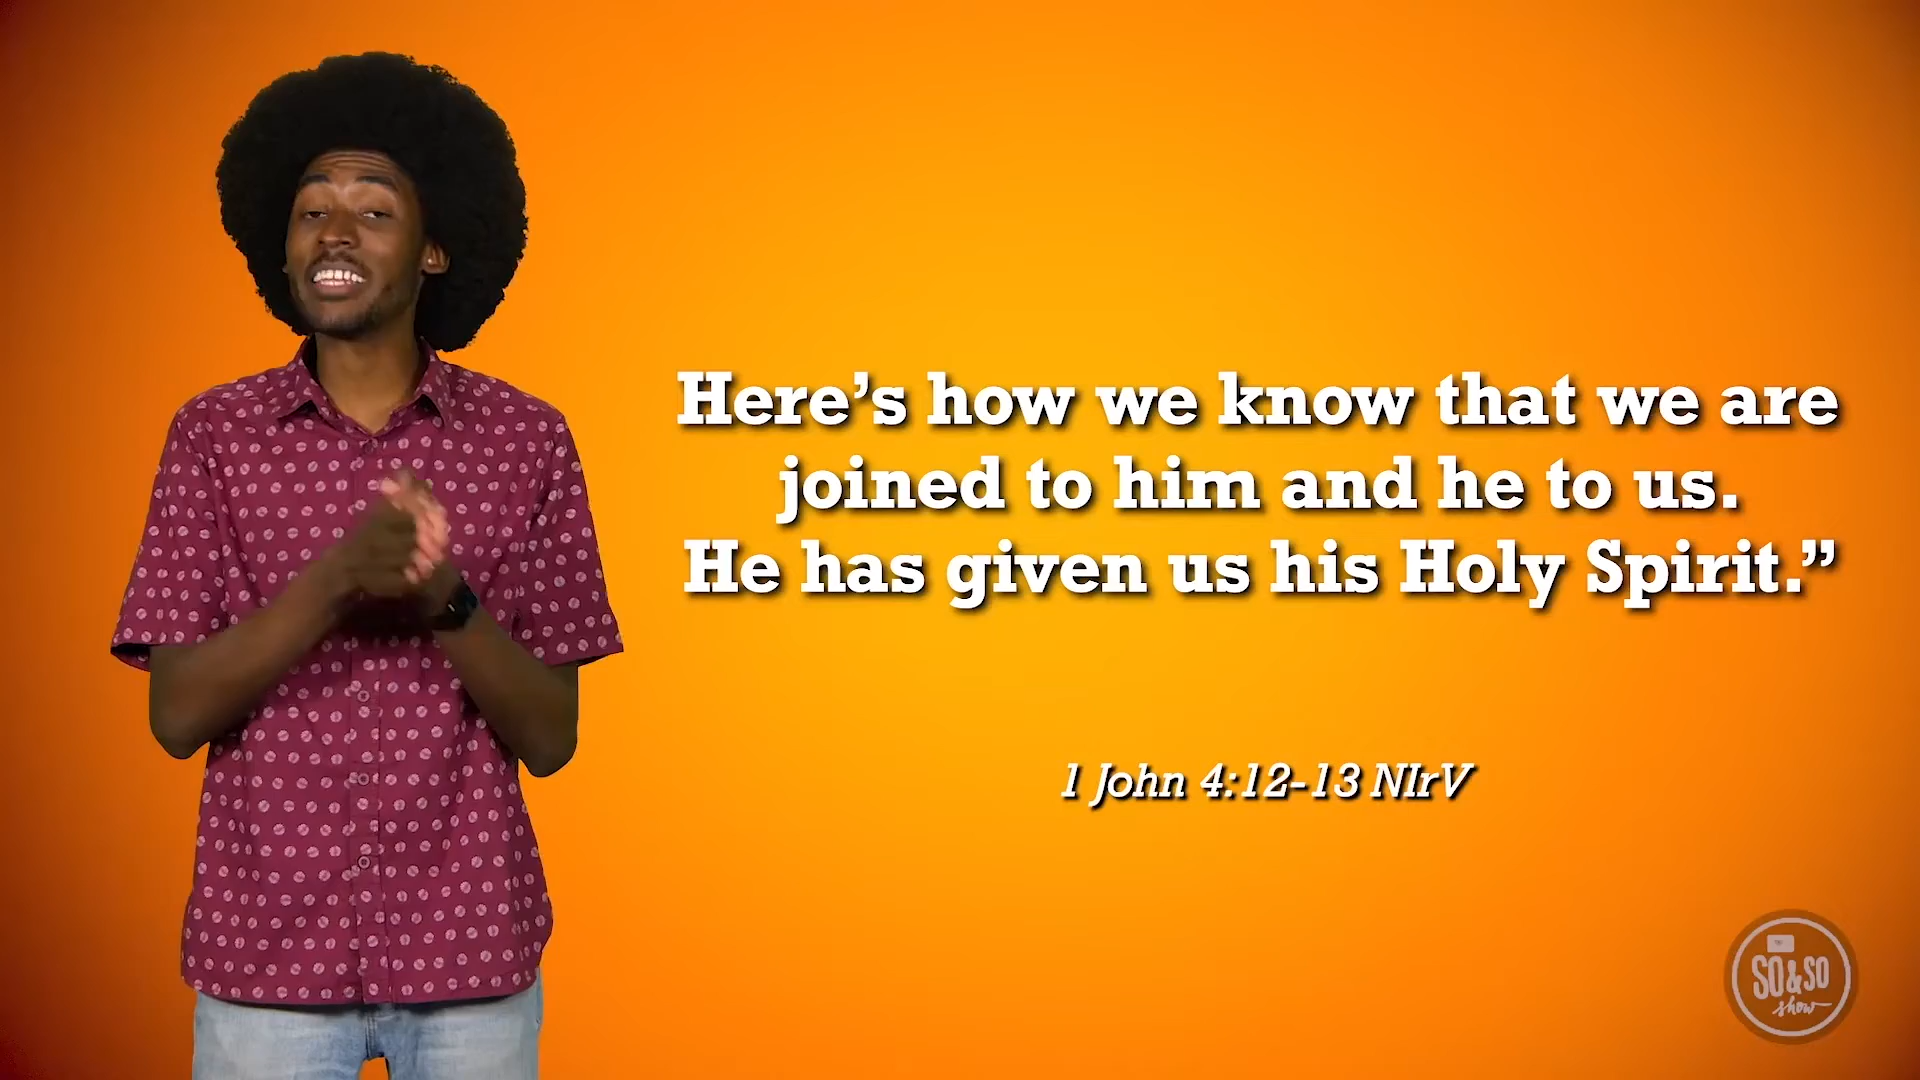 Here’s how we know that we are
joined to him and he to us.
He has given us his Holy Spirit.”
1 John 4:12-13 NIrV
SO & SO
show